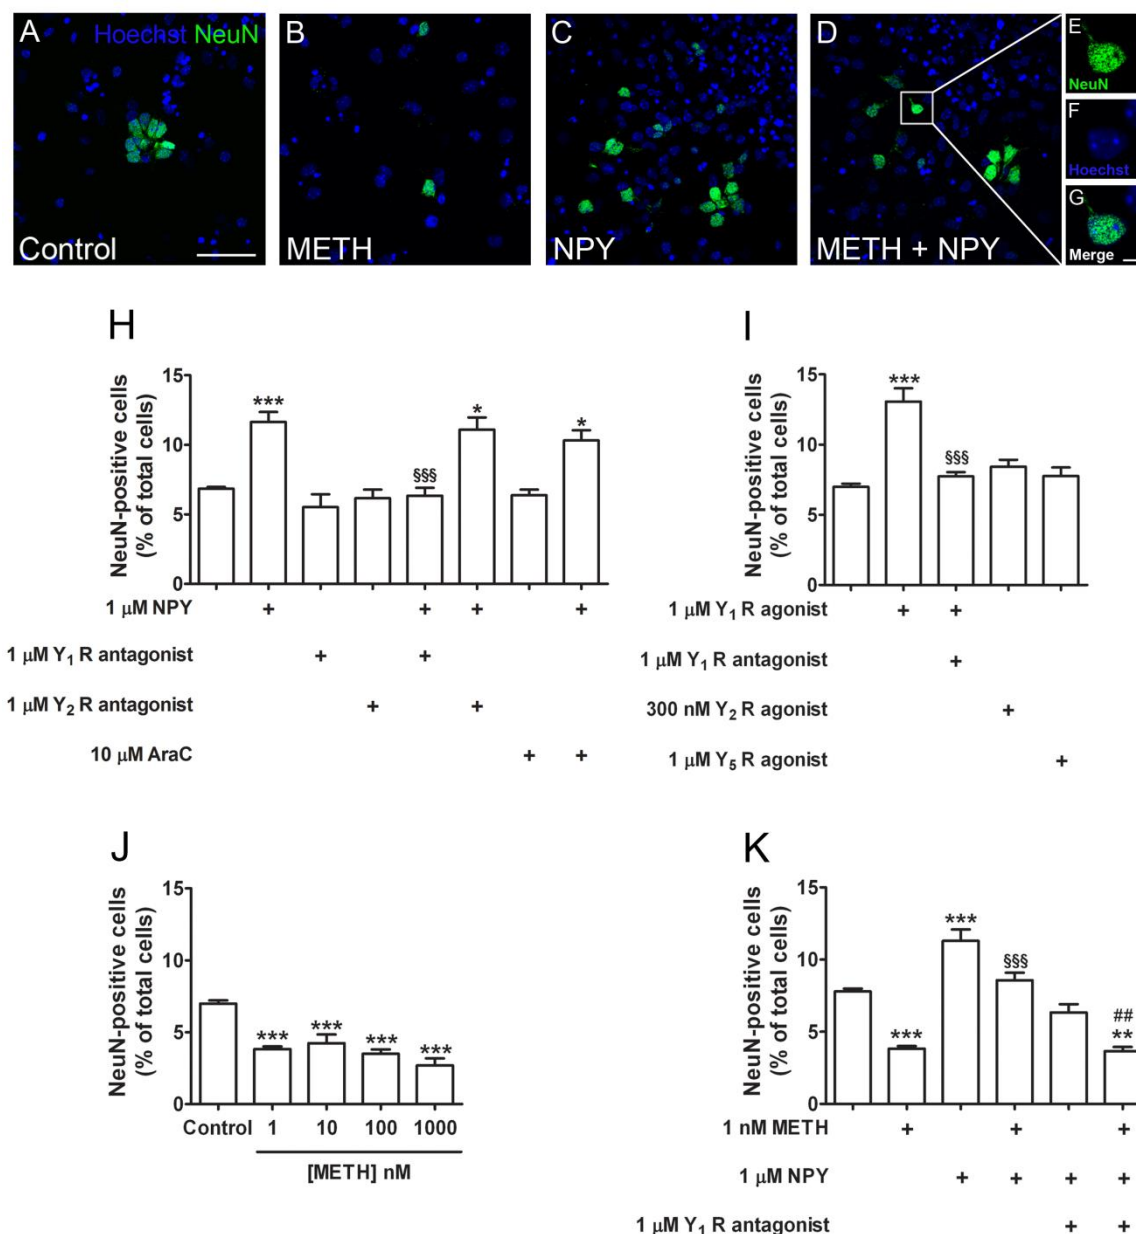 A Hoechst NeuN
Control
B
METH
C
NPY
D
METH + NPY
E
NeuN
F
Hoechst
G
Merge
H
NeuN-positive cells
(% of total cells)
15
10
5
0
***
§§§
*
*
1 μM NPY + + + +
1 μM Y1 R antagonist + +
1 μM Y2 R antagonist + +
10 μM AraC + +
I
NeuN-positive cells
(% of total cells)
15
10
5
0
***
§§§
1 μM Y1 R agonist + +
1 μM Y1 R antagonist +
300 nM Y2 R agonist +
1 μM Y5 R agonist +
J
NeuN-positive cells
(% of total cells)
15
10
5
0
*** *** *** ***
Control 1 10 100 1000
[METH] nM
K
NeuN-positive cells
(% of total cells)
15
10
5
0
***
***
§§§
##
**
1 nM METH + + +
1 μM NPY + + + +
1 μM Y1 R antagonist + +